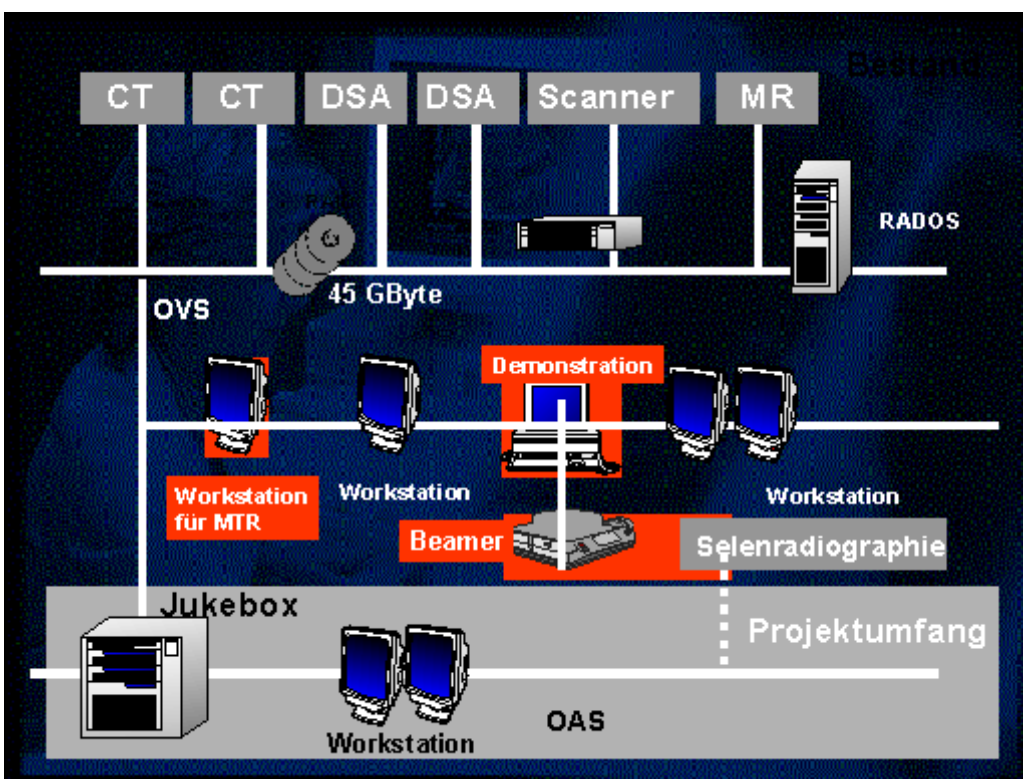 Bestand
CT
CT
DSA
DSA
Scanner
MR
RADOS
45 GByte
OVS
Demonstration
Workstation
für MTR
Workstation
Workstation
Beamer
Selenradiographie
Jukebox
Projektumfang
OAS
Workstation